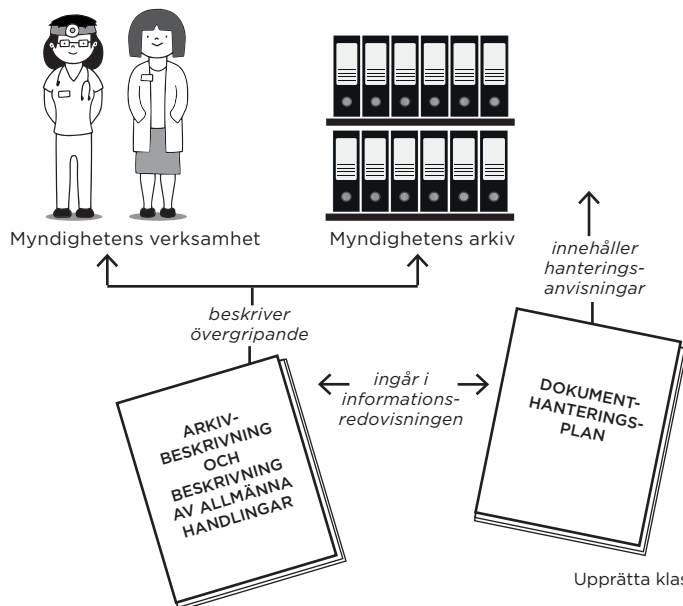 Myndighetens verksamhet
Myndighetens arkiv
innehåller
hanterings-
anvisningar
beskriver
övergripande
ingår i
informations-
redovisningen
DOKUMENT-
HANTERINGS-
PLAN
ARKIV-
BESKRIVNING
OCH
BESKRIVNING
AV ALLMÄNNA
HANDLINGAR
Upprätta klas